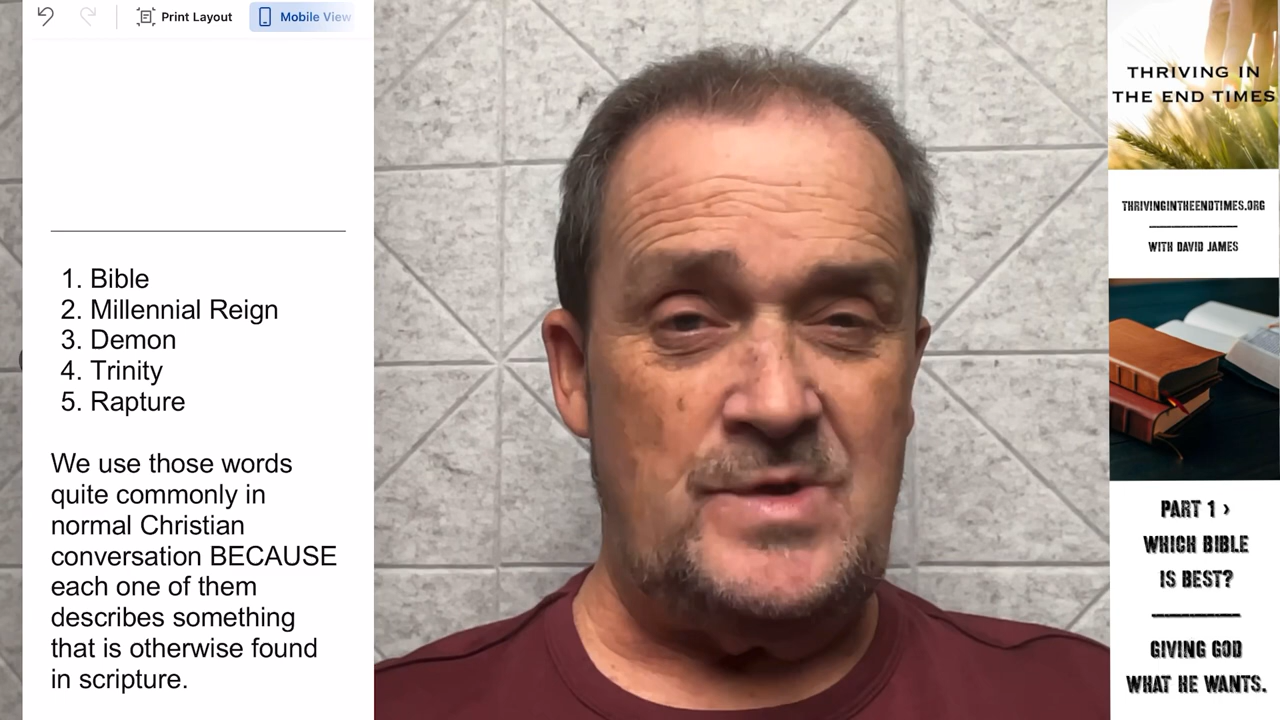 Print Layout
Mobile View
1. Bible
2. Millennial Reign
3. Demon
4. Trinity
5. Rapture
We use those words
quite commonly in
normal Christian
conversation BECAUSE
each one of them
describes something
that is otherwise found
in scripture.
THRIVING IN
THE END TIMES
THRIVINGINTHEENDTIMES.ORG
WITH DAVID JAMES
PART 1 ›
WHICH BIBLE
IS BEST?
GIVING GOD
WHAT HE WANTS.